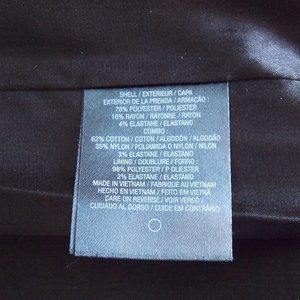 SHELL / EXTERIEUR / CAPA
EXTERIOR DE LA PRENDA / ARMAÇÃO :
78% POLYESTER / POLIESTER
18% RAYON / RAYONNE / RAYON
4% ELASTANE / ELASTANO
COMBO :
62% COTTON / COTON / ALGODÓN / ALGODÃO
35% NYLON / POLIAMIDA O NYLON / NILON
3% ELASTANE / ELASTANO
LINING / DOUBLURE / FORRO
98% POLYESTER / P OLIESTER
2% ELASTANE / ELASTANO
MADE IN VIETNAM / FABRIQUE AU VIETNAM
HECHO EN VIETNAM / FEITO EM VIETNÃ
CARE ON REVERSE / VOIR VERSO /
CUIDADO AL DORSO / CUIDE EM CONTRÁRIO